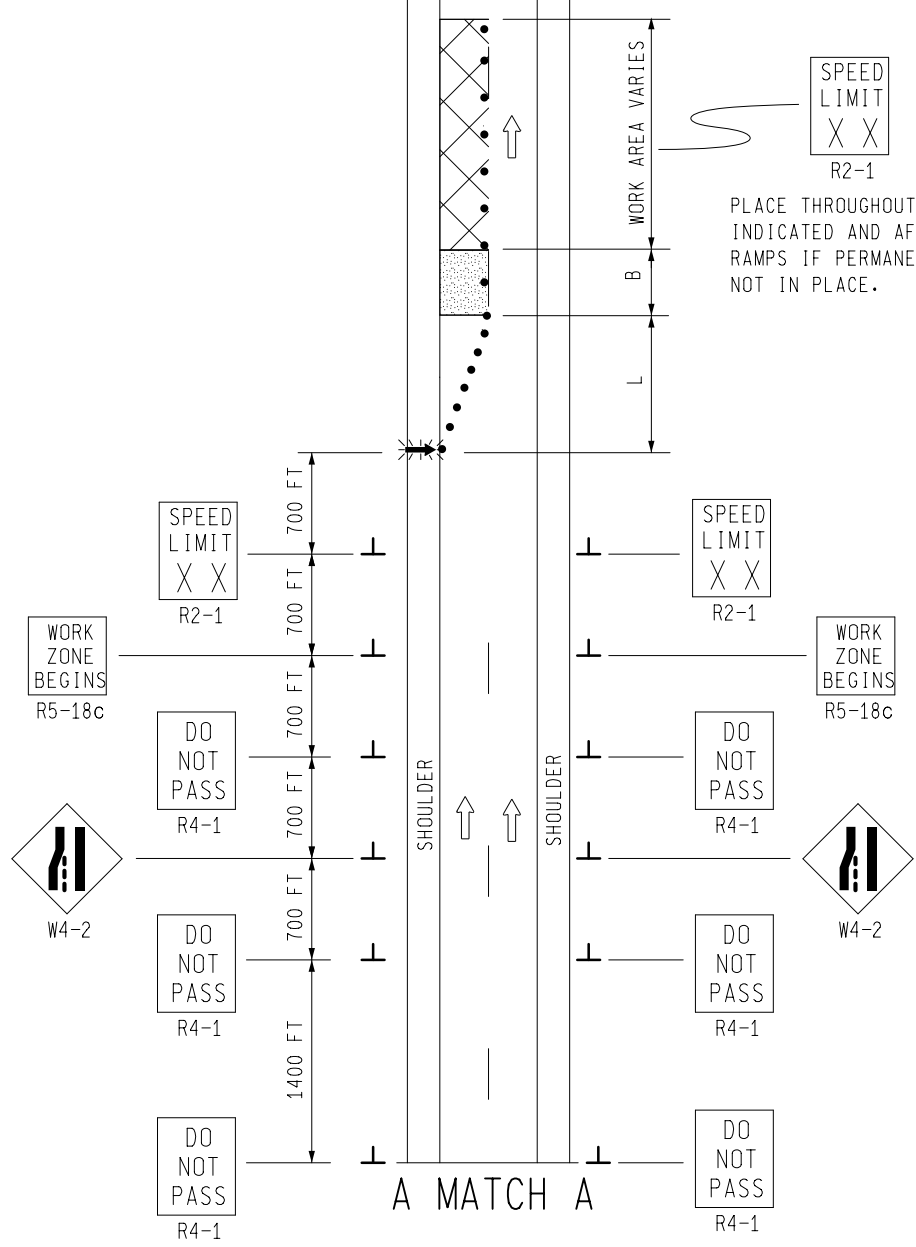 WORK AREA VARIES
SPEED
LIMIT
X X
R2-1
PLACE THROUGHOUT
INDICATED AND AF
RAMPS IF PERMANE
NOT IN PLACE.
B
L
700 FT
SPEED
LIMIT
X X
R2-1
SPEED
LIMIT
X X
R2-1
700 FT
WORK
ZONE
BEGINS
R5-18c
WORK
ZONE
BEGINS
R5-18c
700 FT
DO
NOT
PASS
R4-1
SHOULDER
SHOULDER
DO
NOT
PASS
R4-1
700 FT
W4-2
W4-2
700 FT
DO
NOT
PASS
R4-1
DO
NOT
PASS
R4-1
1400 FT
DO
NOT
PASS
R4-1
DO
NOT
PASS
R4-1
A MATCH A